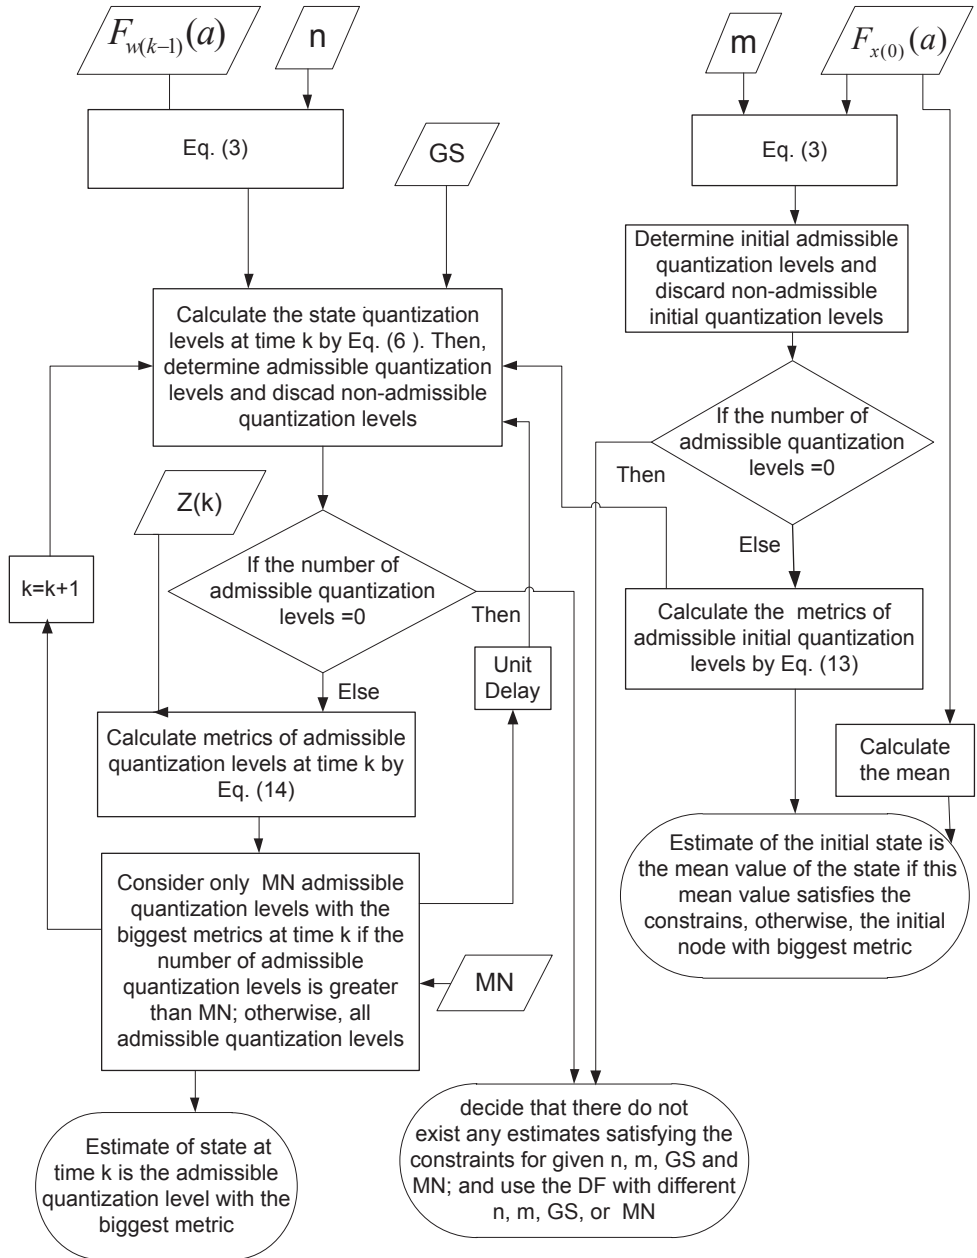 F_{w(k-1)}(a)
n
m
F_{x(0)}(a)
Eq. (3)
GS
Eq. (3)
Determine initial admissible
quantization levels and
discard non-admissible
initial quantization levels
Calculate the state quantization
levels at time k by Eq. (6 ). Then,
determine admissible quantization
levels and discad non-admissible
quantization levels
If the number of
admissible quantization
levels =0
Then
Else
Z(k)
If the number of
admissible quantization
levels =0
Then
Else
k=k+1
Unit
Delay
Calculate the metrics of
admissible initial quantization
levels by Eq. (13)
Calculate metrics of admissible
quantization levels at time k by
Eq. (14)
Calculate
the mean
Consider only MN admissible
quantization levels with the
biggest metrics at time k if the
number of admissible
quantization levels is greater
than MN; otherwise, all
admissible quantization levels
MN
Estimate of the initial state is
the mean value of the state if this
mean value satisfies the
constrains, otherwise, the initial
node with biggest metric
Estimate of state at
time k is the admissible
quantization level with the
biggest metric
decide that there do not
exist any estimates satisfying the
constraints for given n, m, GS and
MN; and use the DF with different
n, m, GS, or MN